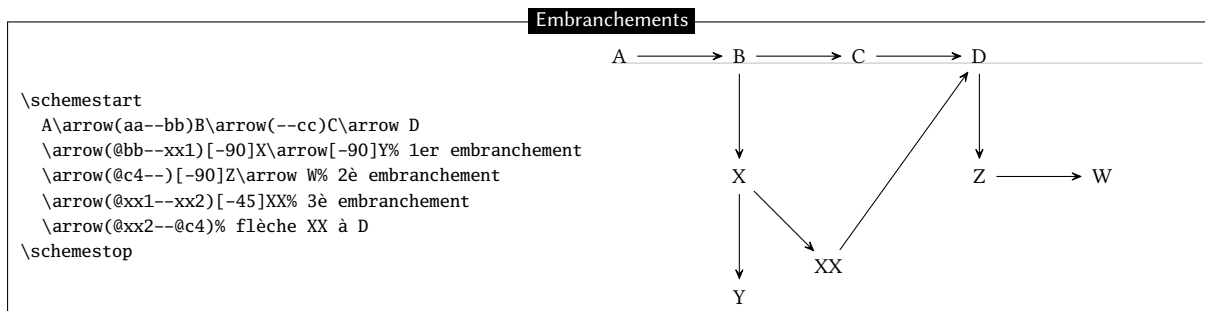 Embranchements
\schemestart
A\arrow(aa--bb)B\arrow(--cc)C\arrow D
\arrow(@bb--xx1)[-90]X\arrow[-90]Y% 1er embranchement
\arrow(@c4--)[-90]Z\arrow W% 2è embranchement
\arrow(@xx1--xx2)[-45]XX% 3è embranchement
\arrow(@xx2--@c4)% flèche XX à D
\schemestop
A B C D
X Z W
XX
Y